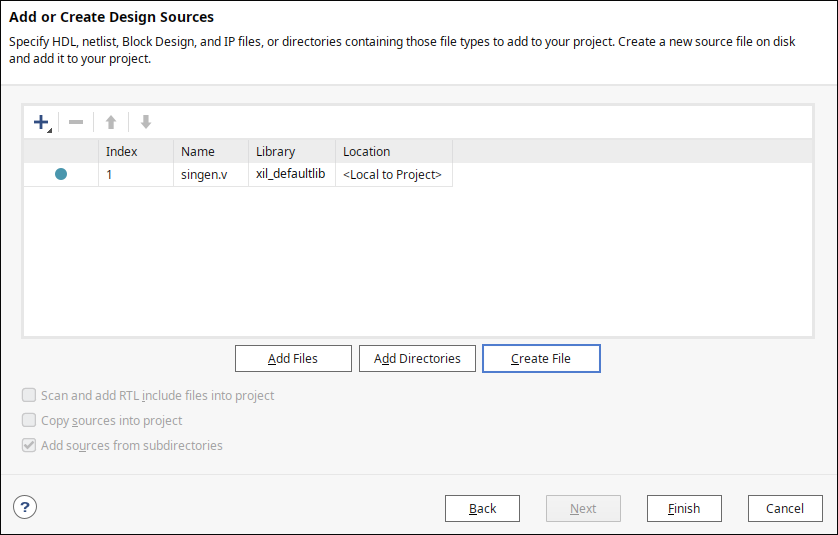 Add or Create Design Sources
Specify HDL, netlist, Block Design, and IP files, or directories containing those file types to add to your project. Create a new source file on disk
and add it to your project.
Index Name Library Location
1 singen.v xil_defaultlib <Local to Project>
Add Files Add Directories Create File
Scan and add RTL include files into project
Copy sources into project
Add sources from subdirectories
? Back Next Finish Cancel